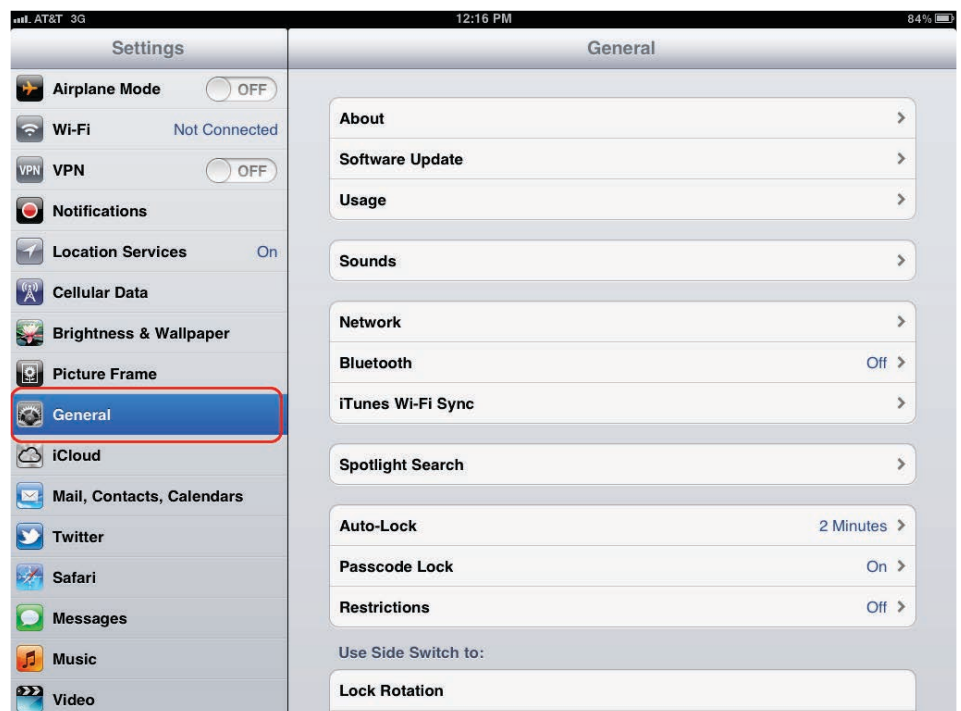 AT&T 3G
12:16 PM
84%
Settings
General
Airplane Mode OFF
Wi-Fi Not Connected
VPN VPN OFF
Notifications
Location Services On
Cellular Data
Brightness & Wallpaper
Picture Frame
General
iCloud
Mail, Contacts, Calendars
Twitter
Safari
Messages
Music
Video
About
Software Update
Usage
Sounds
Network
Bluetooth Off
iTunes Wi-Fi Sync
Spotlight Search
Auto-Lock 2 Minutes
Passcode Lock On
Restrictions Off
Use Side Switch to:
Lock Rotation